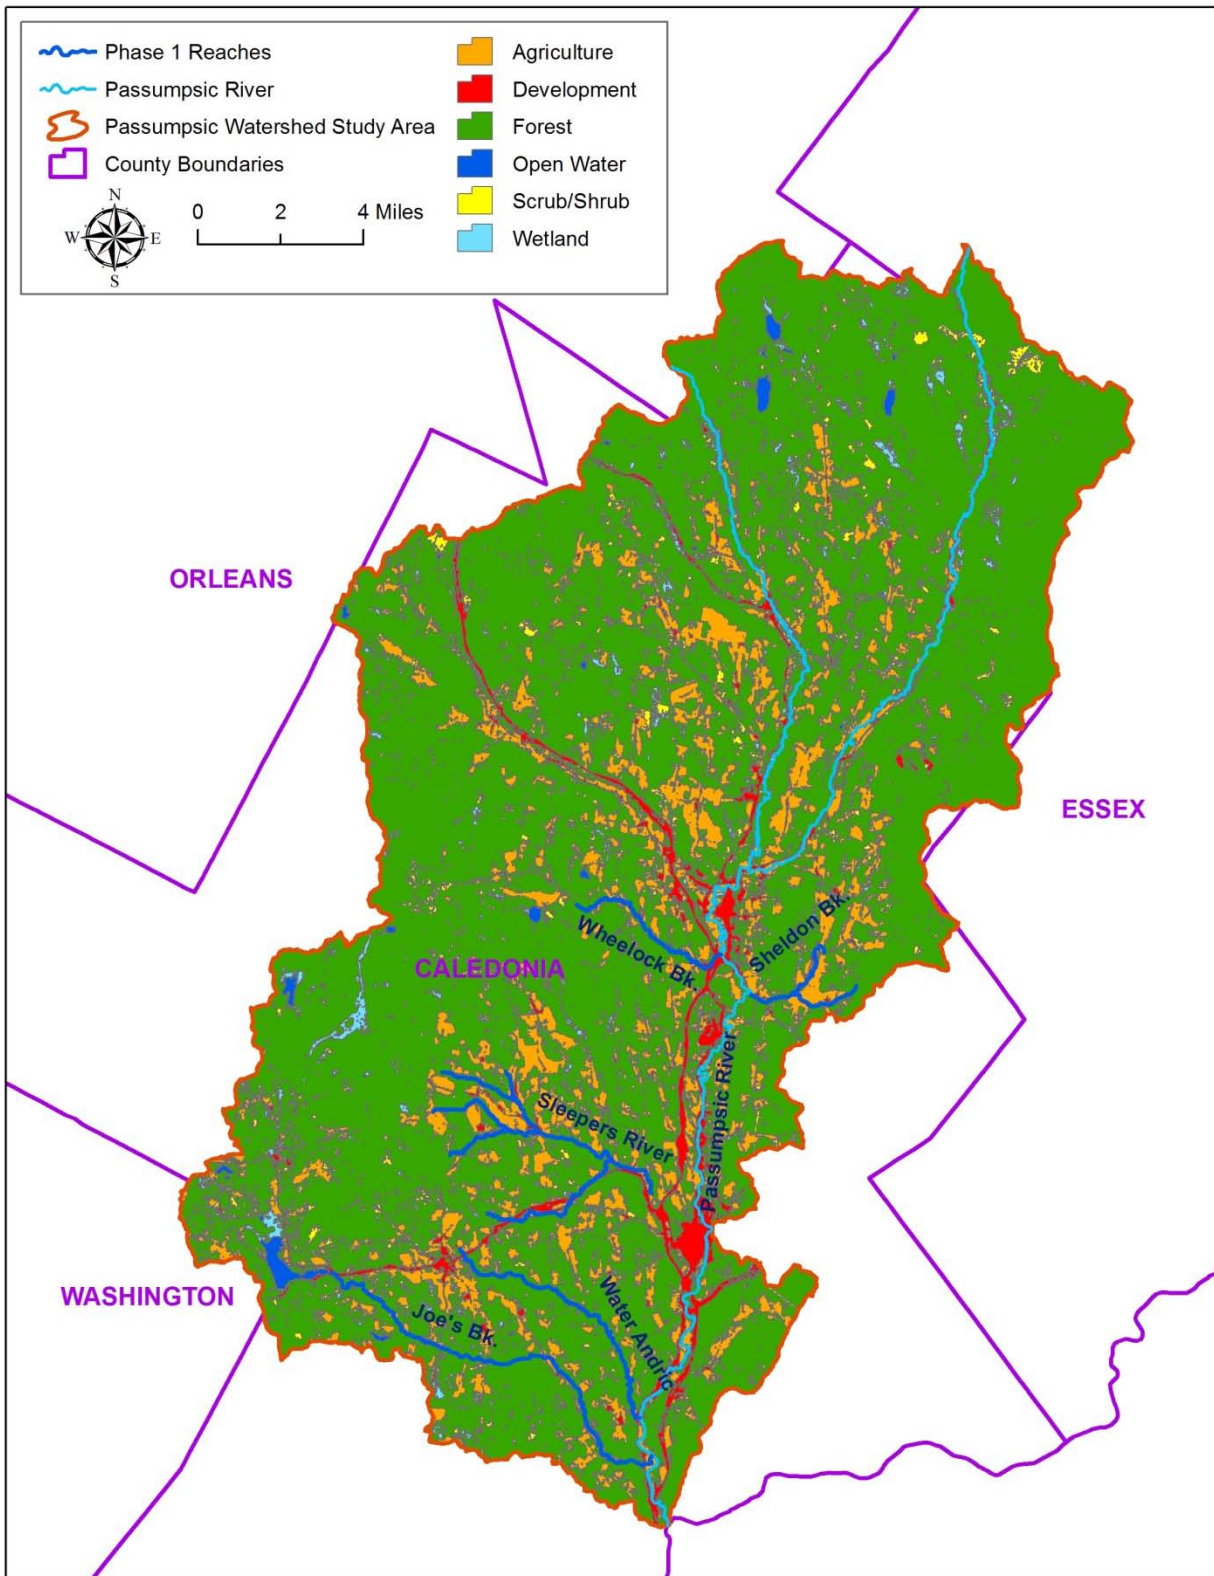 Phase 1 Reaches
Passumpsic River
Passumpsic Watershed Study Area
County Boundaries
N
W E
S
0 2 4 Miles
Agriculture
Development
Forest
Open Water
Scrub/Shrub
Wetland
ORLEANS
ESSEX
Wheelock Bk.
Sheldon Bk.
CALEDONIA
Passumpsic River
Sleepers River
WASHINGTON
Joe's Bk.
Water Andric